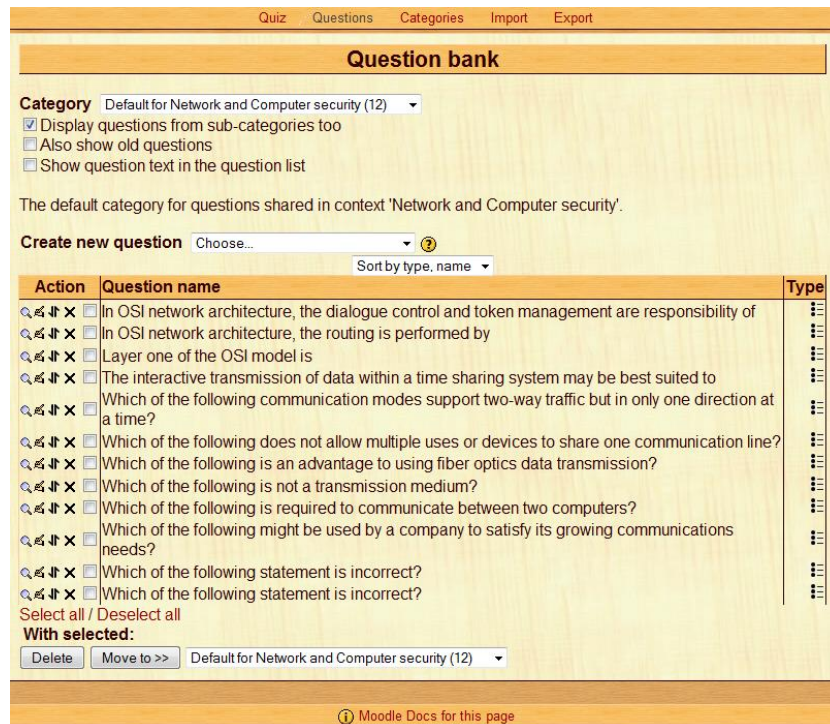 Quiz Questions Categories Import Export
Question bank
Category Default for Network and Computer security (12)
Display questions from sub-categories too
Also show old questions
Show question text in the question list
The default category for questions shared in context 'Network and Computer security'.
Create new question Choose... ?
Sort by type, name
Action Question name Type
In OSI network architecture, the dialogue control and token management are responsibility of
In OSI network architecture, the routing is performed by
Layer one of the OSI model is
The interactive transmission of data within a time sharing system may be best suited to
Which of the following communication modes support two-way traffic but in only one direction at
a time?
Which of the following does not allow multiple uses or devices to share one communication line?
Which of the following is an advantage to using fiber optics data transmission?
Which of the following is not a transmission medium?
Which of the following is required to communicate between two computers?
Which of the following might be used by a company to satisfy its growing communications
needs?
Which of the following statement is incorrect?
Which of the following statement is incorrect?
Select all / Deselect all
With selected:
Delete Move to >> Default for Network and Computer security (12)
Moodle Docs for this page